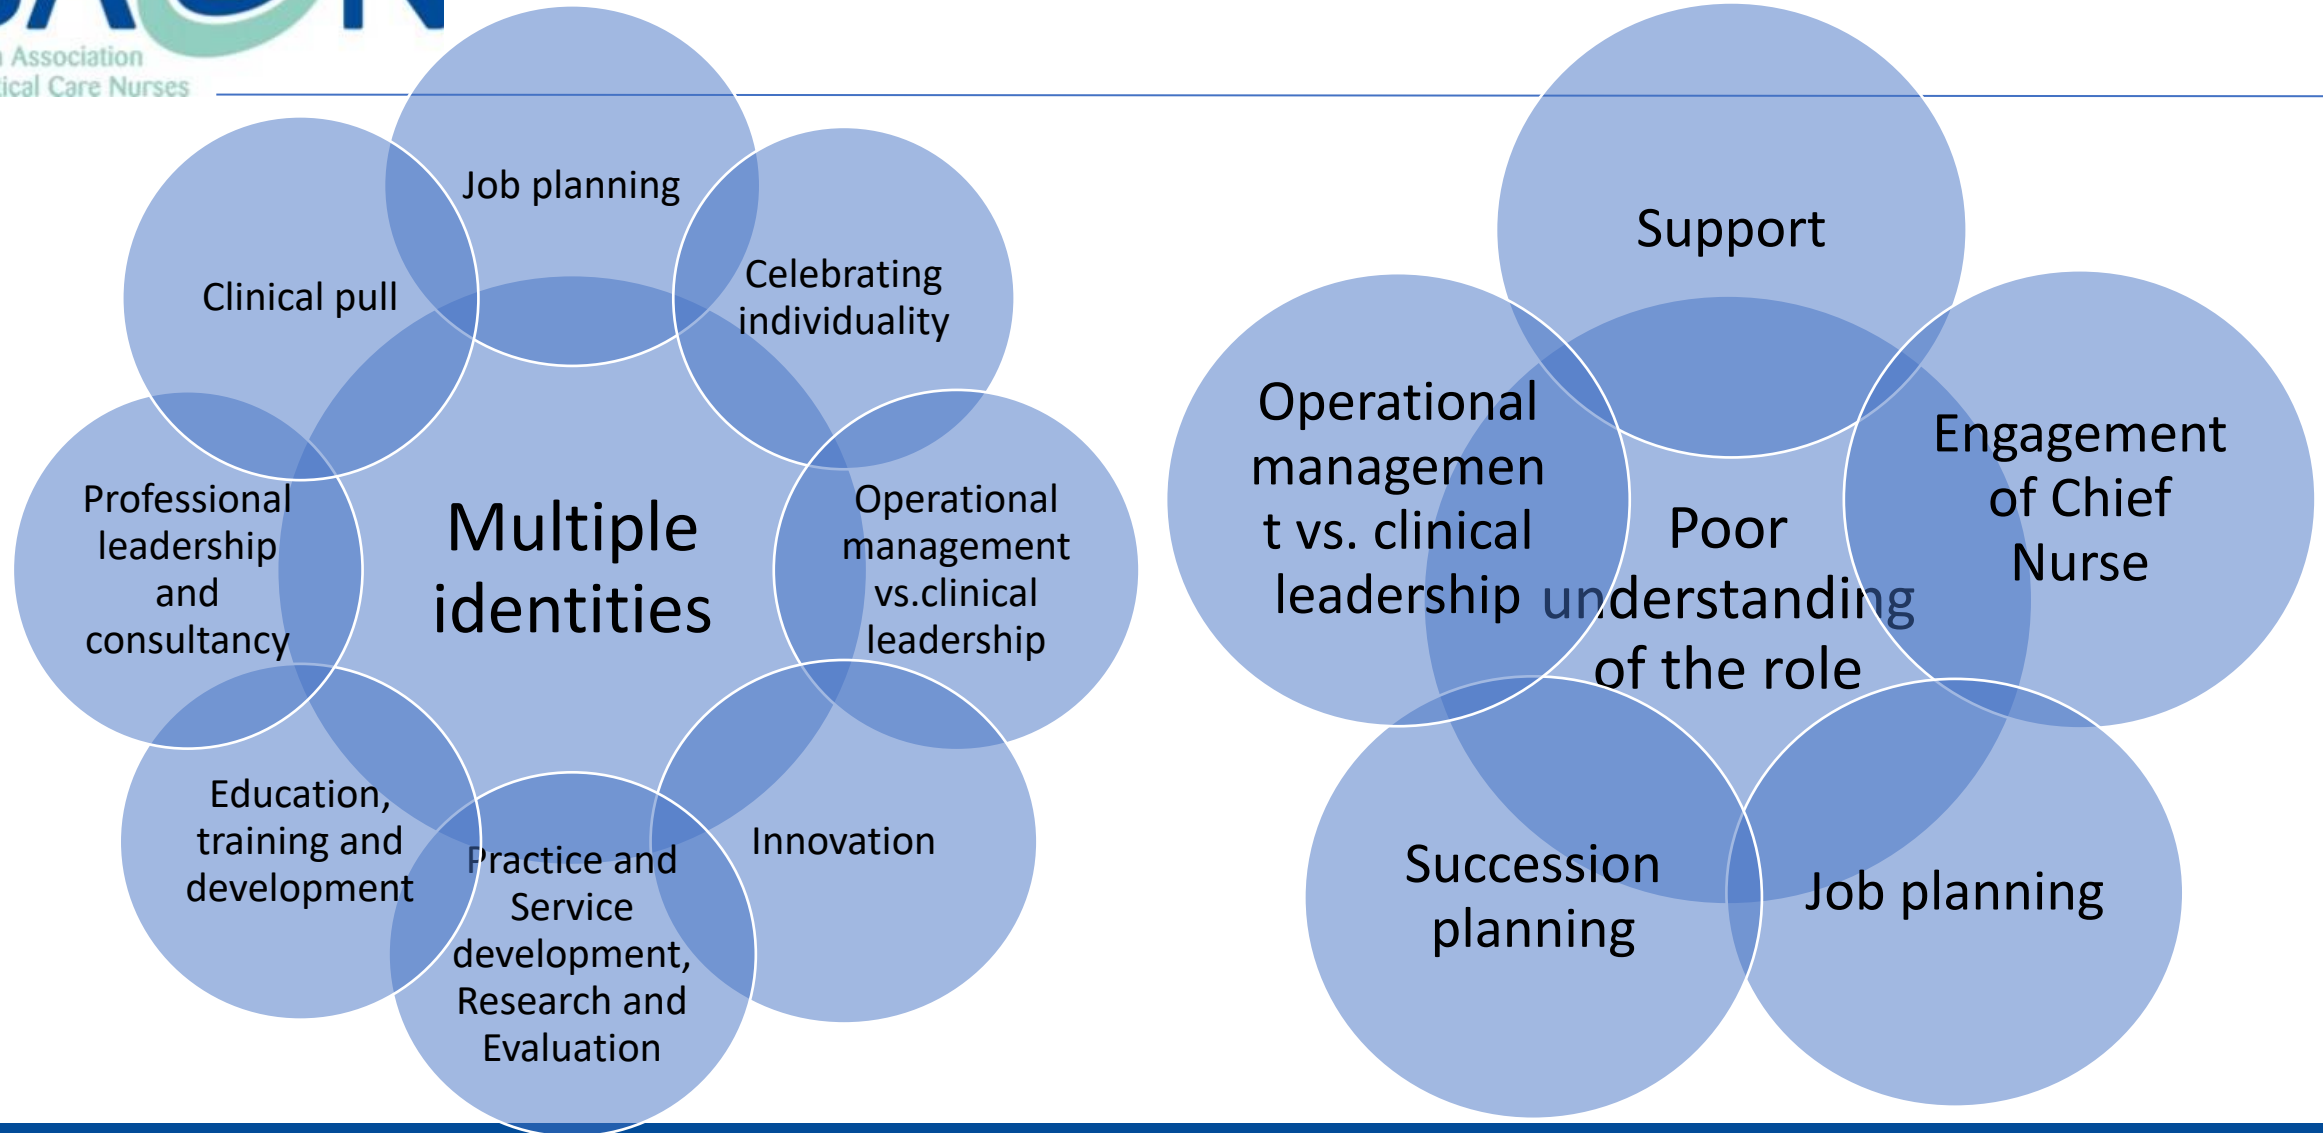 Association
Care Nurses
Job planning
Celebrating
individuality
Clinical pull
Operational
management
vs.clinical
leadership
Professional
leadership
and
consultancy
Multiple
identities
Education,
training and
development
Innovation
Practice and
Service
development,
Research and
Evaluation
Support
Engagement
of Chief
Nurse
Operational
managemen
t vs. clinical
leadership
Poor
understanding
of the role
Succession
planning
Job planning